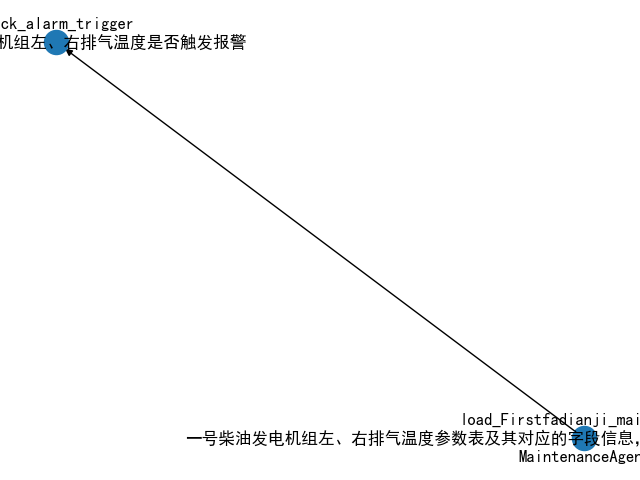 ck_alarm_trigger
机组左、右排气温度是否触发报警
load_Firstfadianji_mai
一号柴油发电机组左、右排气温度参数表及其对应的字段信息，
MaintenanceAger